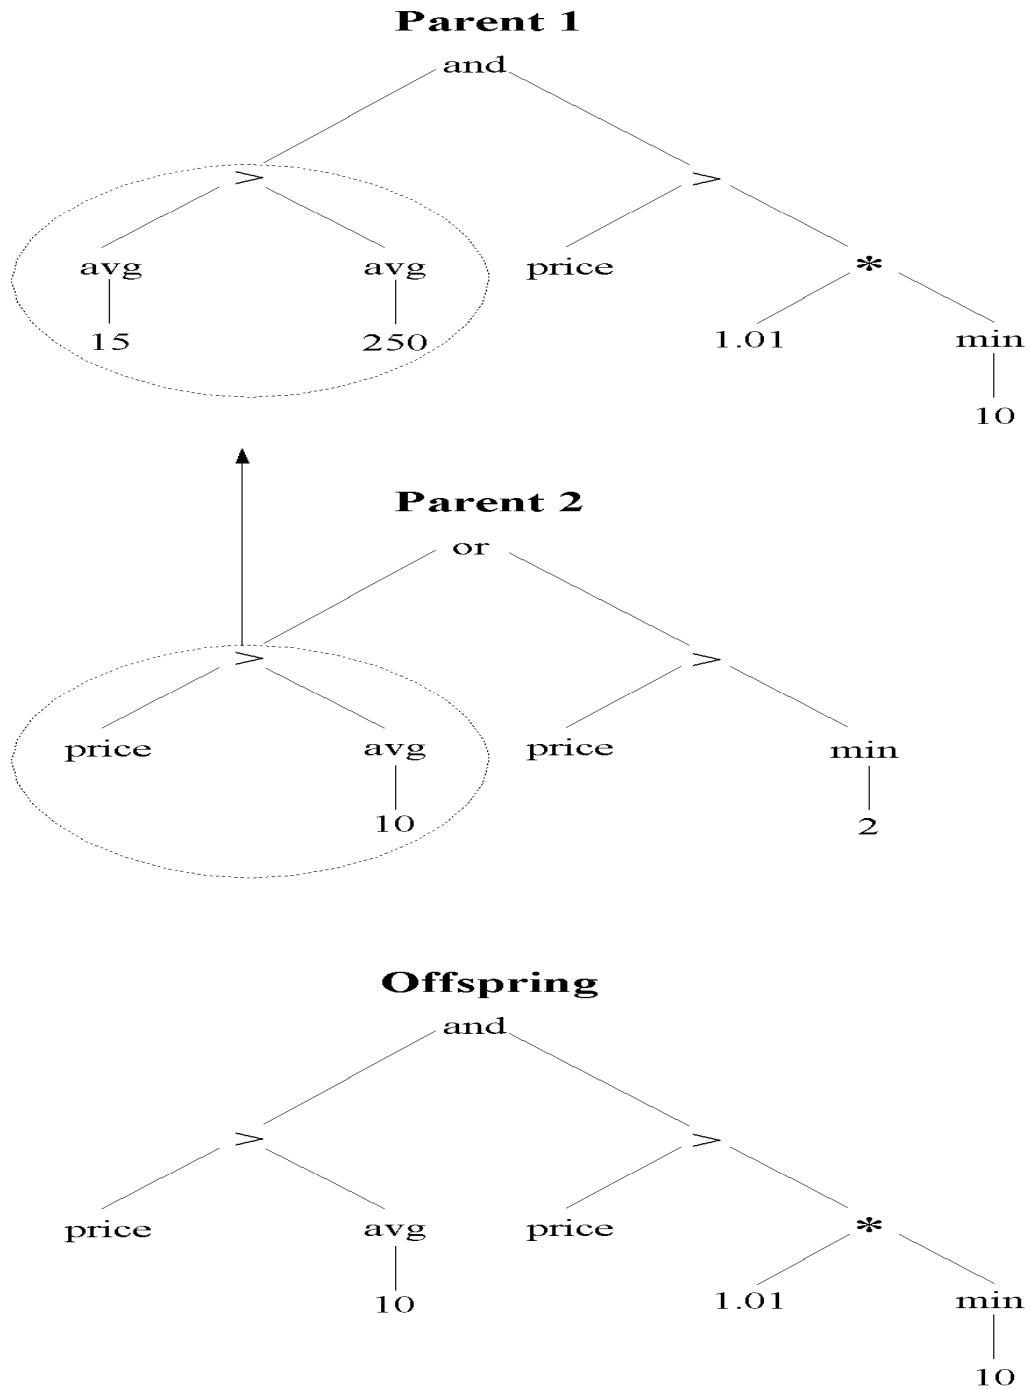 Parent 1
and
> >
avg avg price *
15 250 1.01 min
10
Parent 2
or
> >
price avg price min
10 2
Offspring
and
> >
price avg price *
10 1.01 min
10